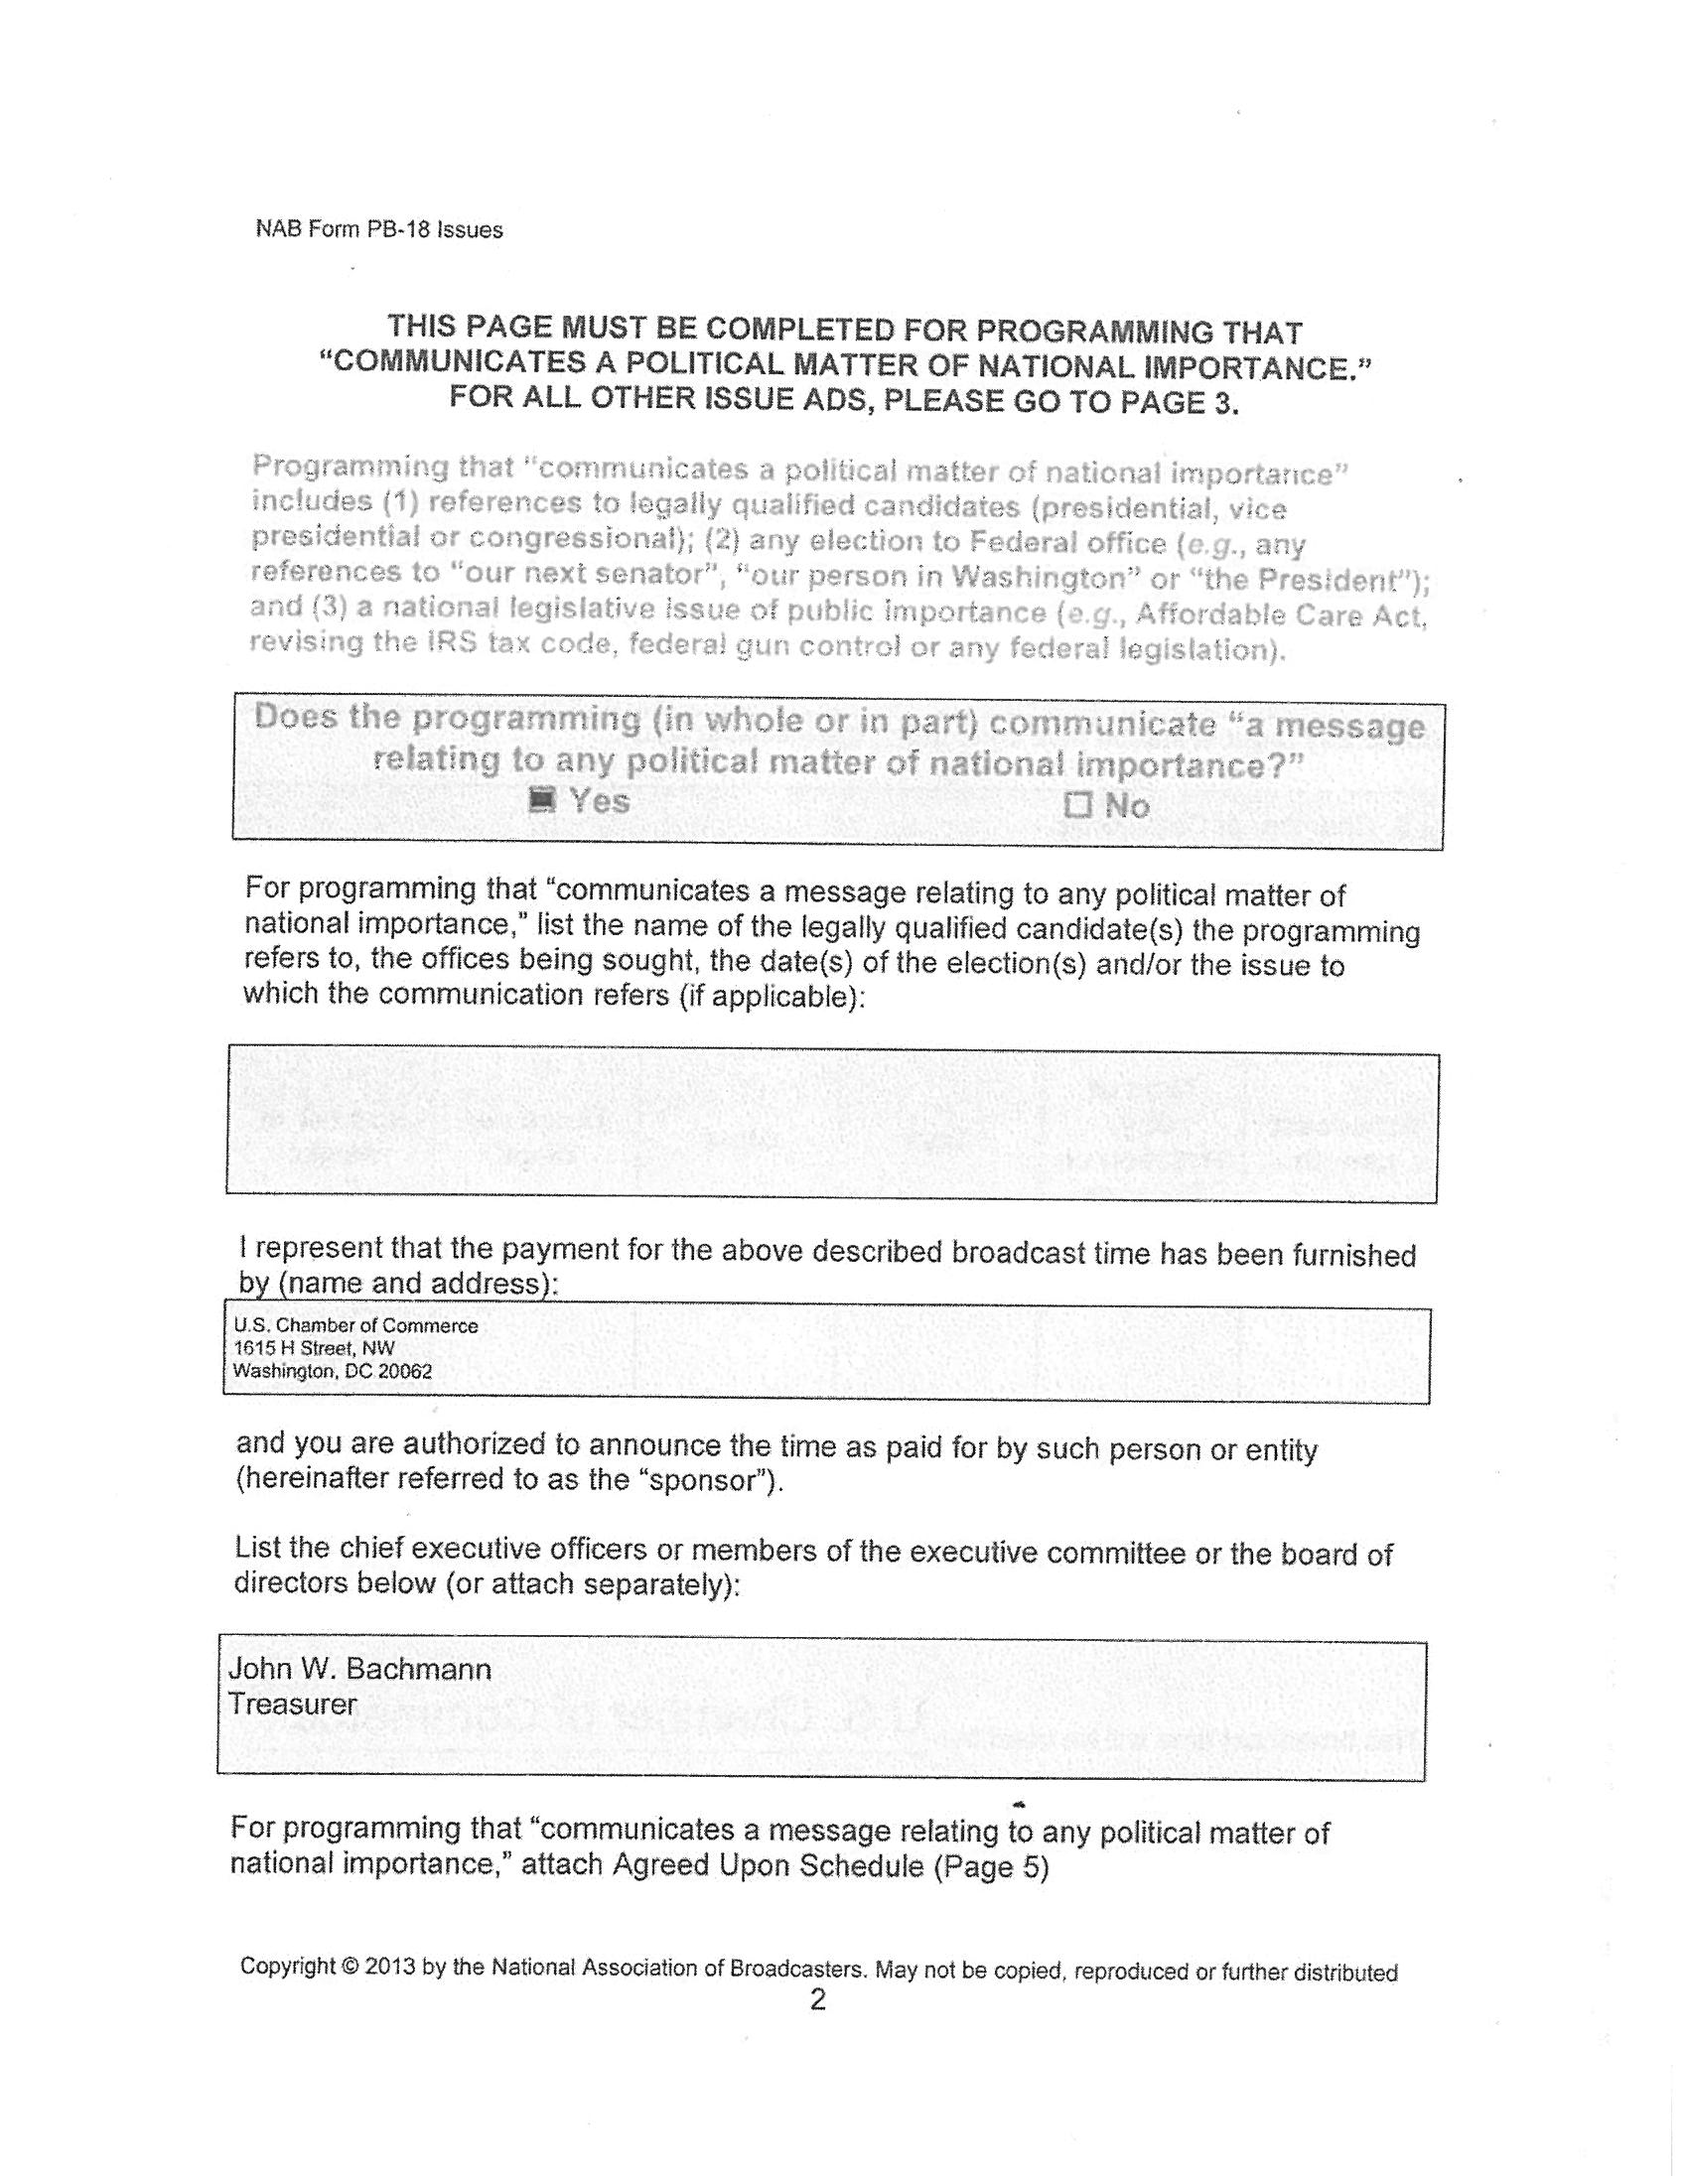 NAB Form PB-18 Issues
THIS PAGE MUST BE COMPLETED FOR PROGRAMMING THAT
“COMMUNICATES A POLITICAL MATTER OF NATIONAL IMPORTANCE.”
FOR ALL OTHER ISSUE ADS, PLEASE GO TO PAGE 3.
Programming that “communicates a political matter of national importance”
includes (1) references to legally qualified candidates (presidential, vice
presidential or congressional); (2) any election to Federal office (e.g., any
references to “our next senator”, “our person in Washington” or “the President”);
and (3) a national legislative issue of public importance (e.g., Affordable Care Act,
revising the IRS tax code, federal gun control or any federal legislation).
Does the programming (in whole or in part) communicate “a message
relating to any political matter of national importance?”
Yes No
For programming that “communicates a message relating to any political matter of
national importance,” list the name of the legally qualified candidate(s) the programming
refers to, the offices being sought, the date(s) of the election(s) and/or the issue to
which the communication refers (if applicable):
I represent that the payment for the above described broadcast time has been furnished
by (name and address):
U.S. Chamber of Commerce
1615 H Street, NW
Washington, DC 20062
and you are authorized to announce the time as paid for by such person or entity
(hereinafter referred to as the “sponsor”).
List the chief executive officers or members of the executive committee or the board of
directors below (or attach separately):
John W. Bachmann
Treasurer
For programming that “communicates a message relating to any political matter of
national importance,” attach Agreed Upon Schedule (Page 5)
Copyright © 2013 by the National Association of Broadcasters. May not be copied, reproduced or further distributed
2